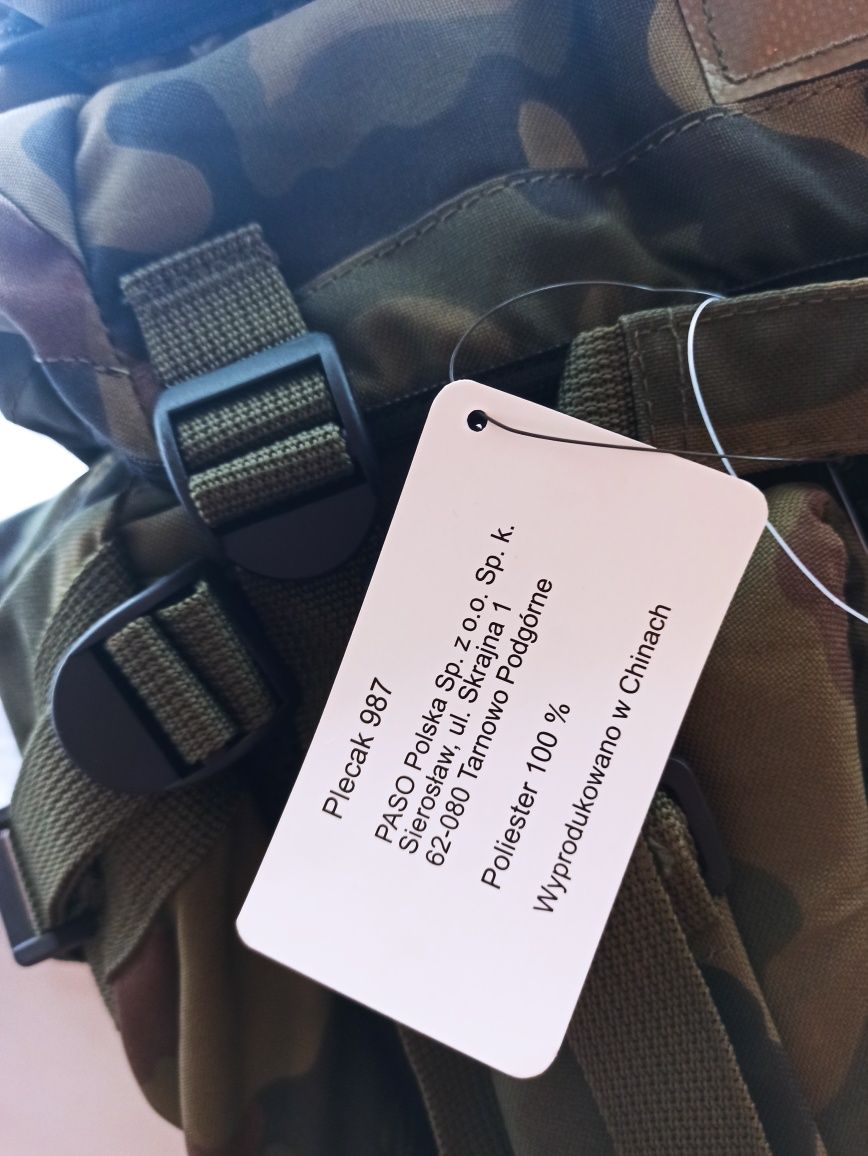 Plecak 987
PASO Polska Sp. z o.o. Sp. k.
Sierosław, ul. Skrajna 1
62-080 Tarnowo Podgórne
Poliester 100 %
Wyprodukowano w Chinach